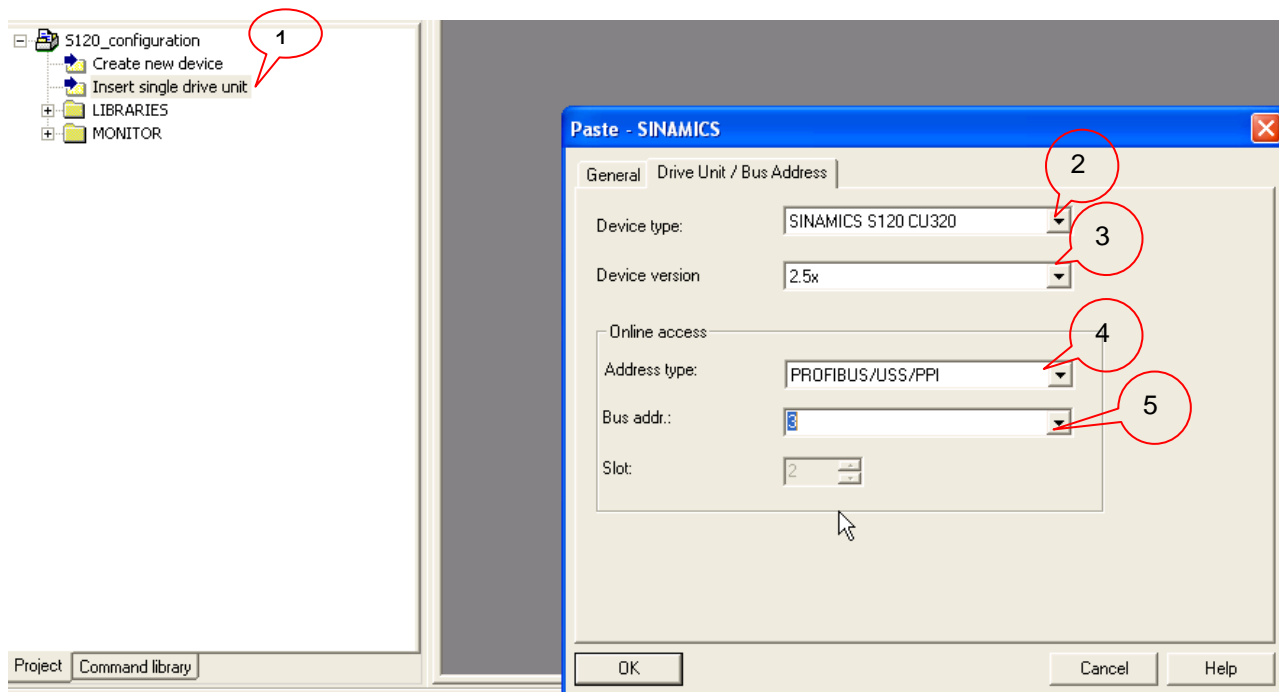 S120_configuration
1
Create new device
Insert single drive unit
LIBRARIES
MONITOR
Project Command library
Paste - SINAMICS
General Drive Unit / Bus Address
2
Device type: SINAMICS S120 CU320
3
Device version 2.5x
Online access
4
Address type: PROFIBUS/USS/PPI
5
Bus addr.: 3
Slot: 2
OK Cancel Help